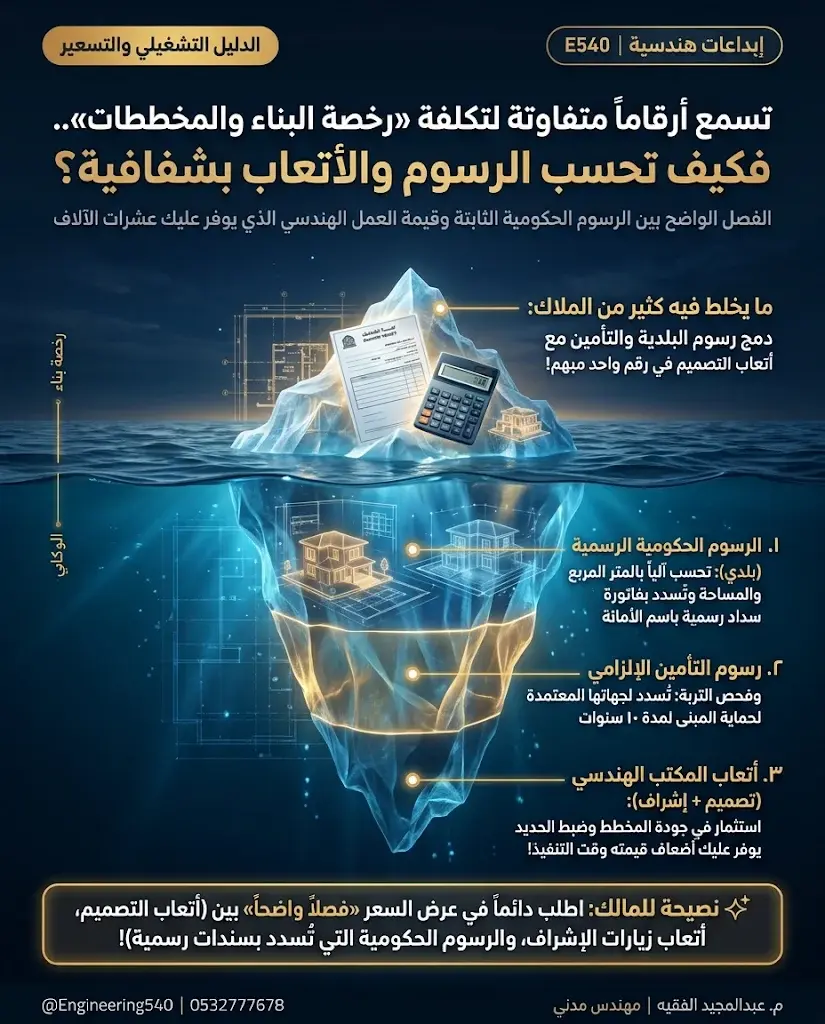 إبداعات هندسية | E540
الدليل التشغيلي والتسعير
تسمع أرقاماً متفاوتة لتكلفة «رخصة البناء والمخططات»..
فكيف تحسب الرسوم والأتعاب بشفافية؟
الفصل الواضح بين الرسوم الحكومية الثابتة وقيمة العمل الهندسي الذي يوفر عليك عشرات الآلاف
ما يخلط فيه كثير من الملاك:
دمج رسوم البلدية والتأمين مع
أتعاب التصميم في رقم واحد مبهم!
رخصة بناء
الوكالي
١. الرسوم الحكومية الرسمية
(بلدي): تحسب آلياً بالمتر المربع
والمساحة وتُسدد بفاتورة
سداد رسمية باسم الأمانة
٢. رسوم التأمين الإلزامي
وفحص التربة: تُسدد لجهاتها المعتمدة
لحماية المبنى لمدة ١٠ سنوات
٣. أتعاب المكتب الهندسي
(تصميم + إشراف):
استثمار في جودة المخطط وضبط الحديد
يوفر عليك أضعاف قيمته وقت التنفيذ!
نصيحة للمالك: اطلب دائماً في عرض السعر «فصلاً واضحاً» بين (أتعاب التصميم،
أتعاب زيارات الإشراف، والرسوم الحكومية التي تُسدد بسندات رسمية)!
م. عبدالمجيد الفقيه | مهندس مدني
@Engineering540 | 0532777678